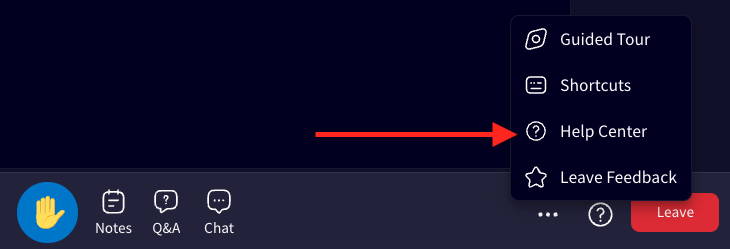 Guided Tour
Shortcuts
Help Center
Leave Feedback
Notes
Q&A
Chat
Leave